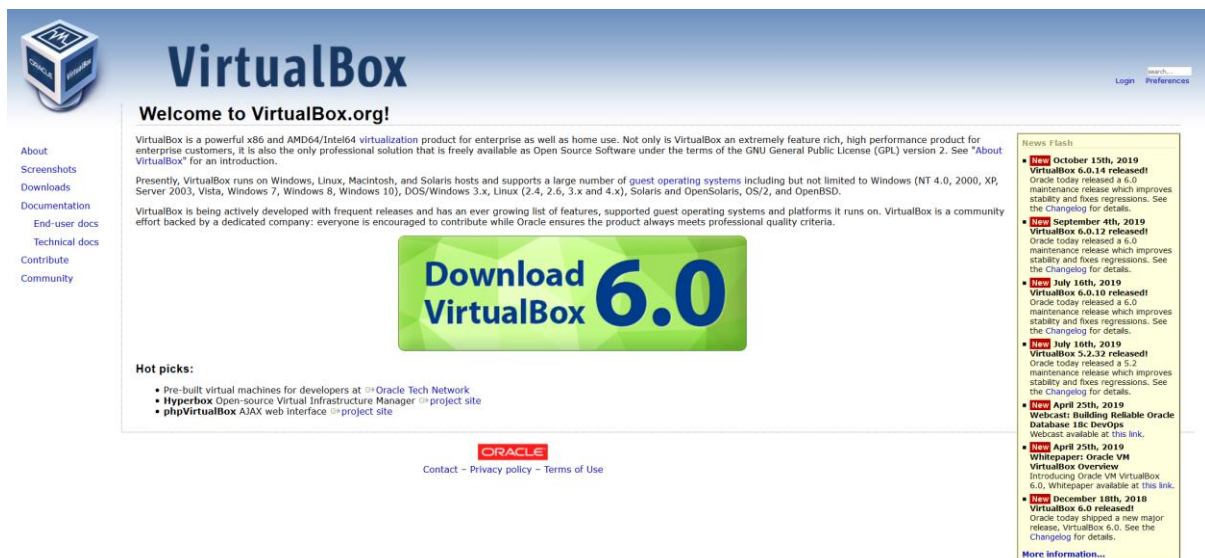 ORACLE
VirtualBox
VirtualBox
search...
Login Preferences
Welcome to VirtualBox.org!
About
Screenshots
Downloads
Documentation
End-user docs
Technical docs
Contribute
Community
VirtualBox is a powerful x86 and AMD64/Intel64 virtualization product for enterprise as well as home use. Not only is VirtualBox an extremely feature rich, high performance product for
enterprise customers, it is also the only professional solution that is freely available as Open Source Software under the terms of the GNU General Public License (GPL) version 2. See "About
VirtualBox" for an introduction.
Presently, VirtualBox runs on Windows, Linux, Macintosh, and Solaris hosts and supports a large number of guest operating systems including but not limited to Windows (NT 4.0, 2000, XP,
Server 2003, Vista, Windows 7, Windows 8, Windows 10), DOS/Windows 3.x, Linux (2.4, 2.6, 3.x and 4.x), Solaris and OpenSolaris, OS/2, and OpenBSD.
VirtualBox is being actively developed with frequent releases and has an ever growing list of features, supported guest operating systems and platforms it runs on. VirtualBox is a community
effort backed by a dedicated company: everyone is encouraged to contribute while Oracle ensures the product always meets professional quality criteria.
Download
VirtualBox 6.0
Hot picks:
• Pre-built virtual machines for developers at Oracle Tech Network
• Hyperbox Open-source Virtual Infrastructure Manager project site
• phpVirtualBox AJAX web interface project site
News Flash
New October 15th, 2019
VirtualBox 6.0.14 released!
Oracle today released a 6.0
maintenance release which improves
stability and fixes regressions. See
the Changelog for details.
New September 4th, 2019
VirtualBox 6.0.12 released!
Oracle today released a 6.0
maintenance release which improves
stability and fixes regressions. See
the Changelog for details.
New July 16th, 2019
VirtualBox 6.0.10 released!
Oracle today released a 6.0
maintenance release which improves
stability and fixes regressions. See
the Changelog for details.
New July 16th, 2019
VirtualBox 5.2.32 released!
Oracle today released a 5.2
maintenance release which improves
stability and fixes regressions. See
the Changelog for details.
New April 25th, 2019
Webcast: Building Reliable Oracle
Database 18c DevOps
Webcast available at this link.
New April 25th, 2019
Whitepaper: Oracle VM
VirtualBox Overview
Introducing Oracle VM VirtualBox
6.0, Whitepaper available at this link.
New December 18th, 2018
VirtualBox 6.0 released!
Oracle today shipped a new major
release, VirtualBox 6.0. See the
Changelog for details.
More information...
ORACLE
Contact – Privacy policy – Terms of Use